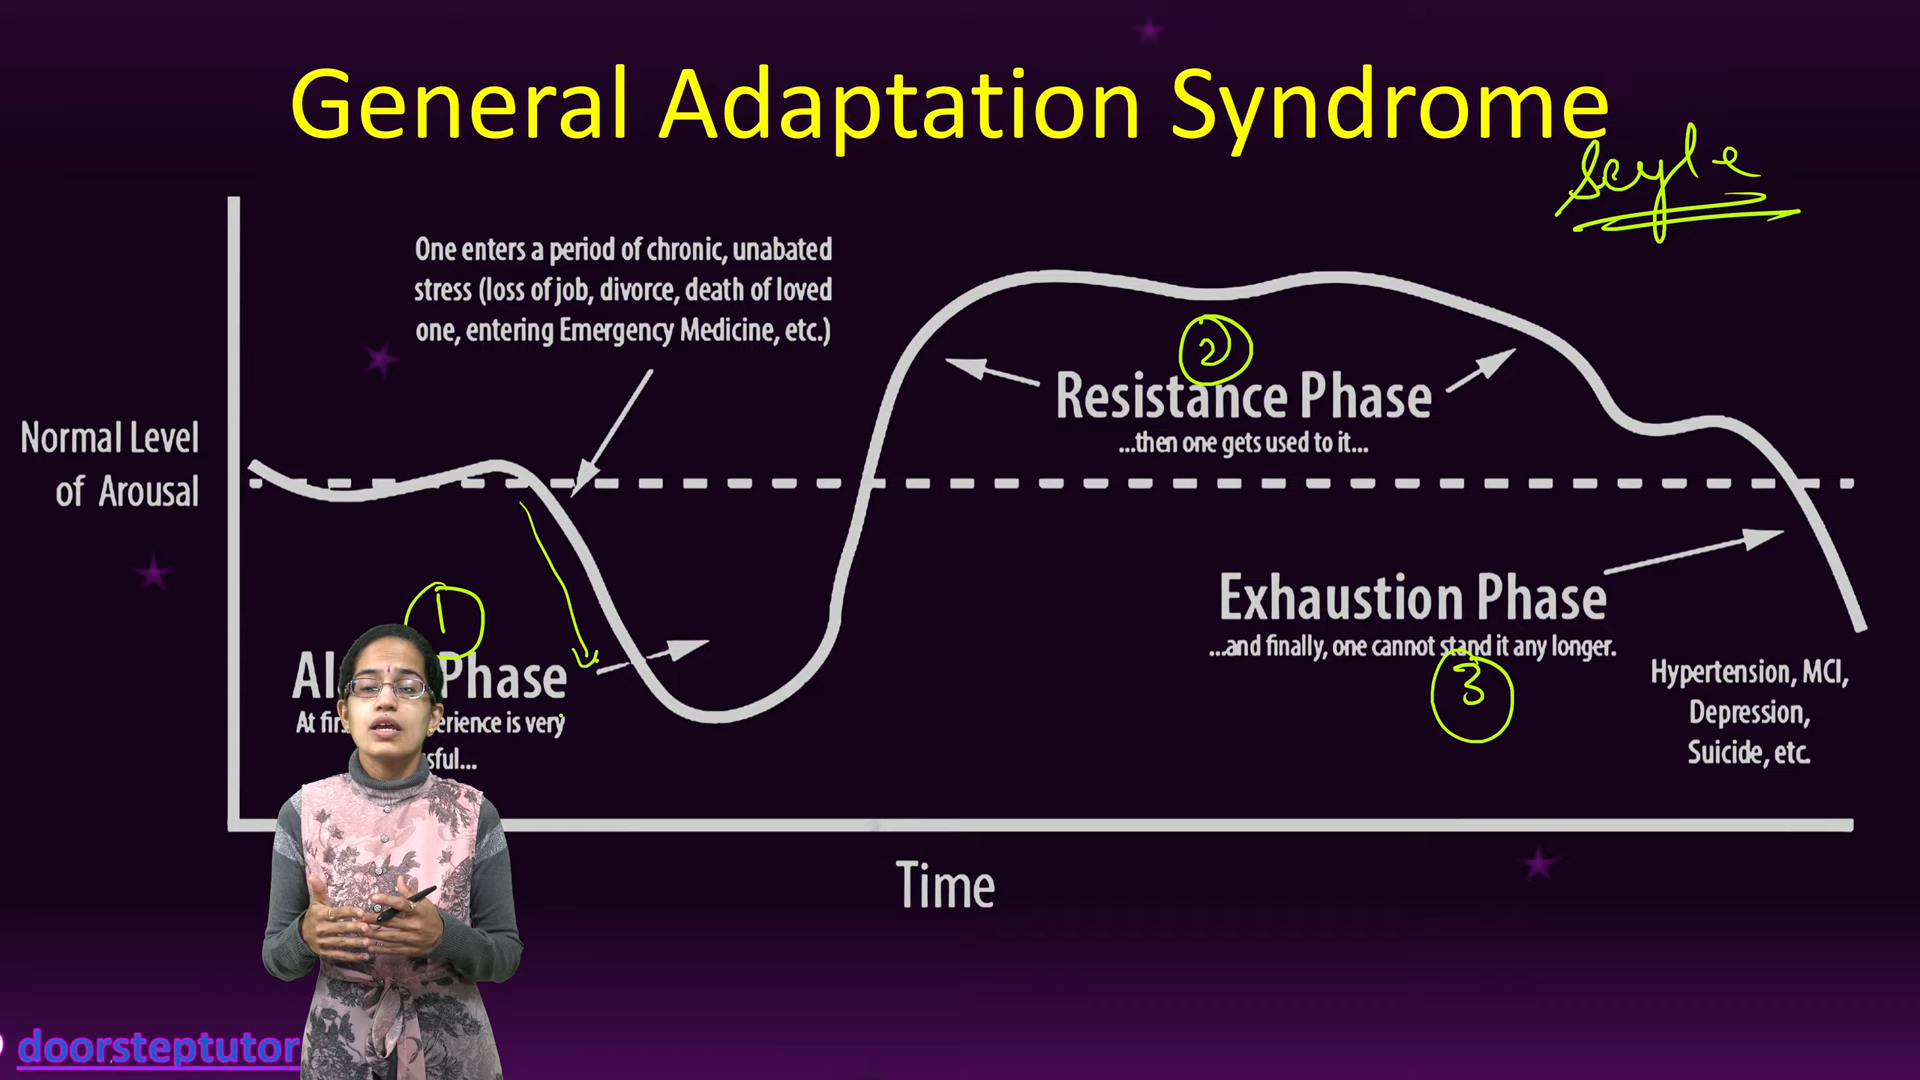 General Adaptation Syndrome
Scyle
One enters a period of chronic, unabated
stress (loss of job, divorce, death of loved
one, entering Emergency Medicine, etc.)
2
Resistance Phase
...then one gets used to it...
Normal Level
of Arousal
1
Phase
At
is very
Exhaustion Phase
...and finally, one cannot stand it any longer.
3
Hypertension, MCI,
Depression,
Suicide, etc.
Time
doorsteptutor